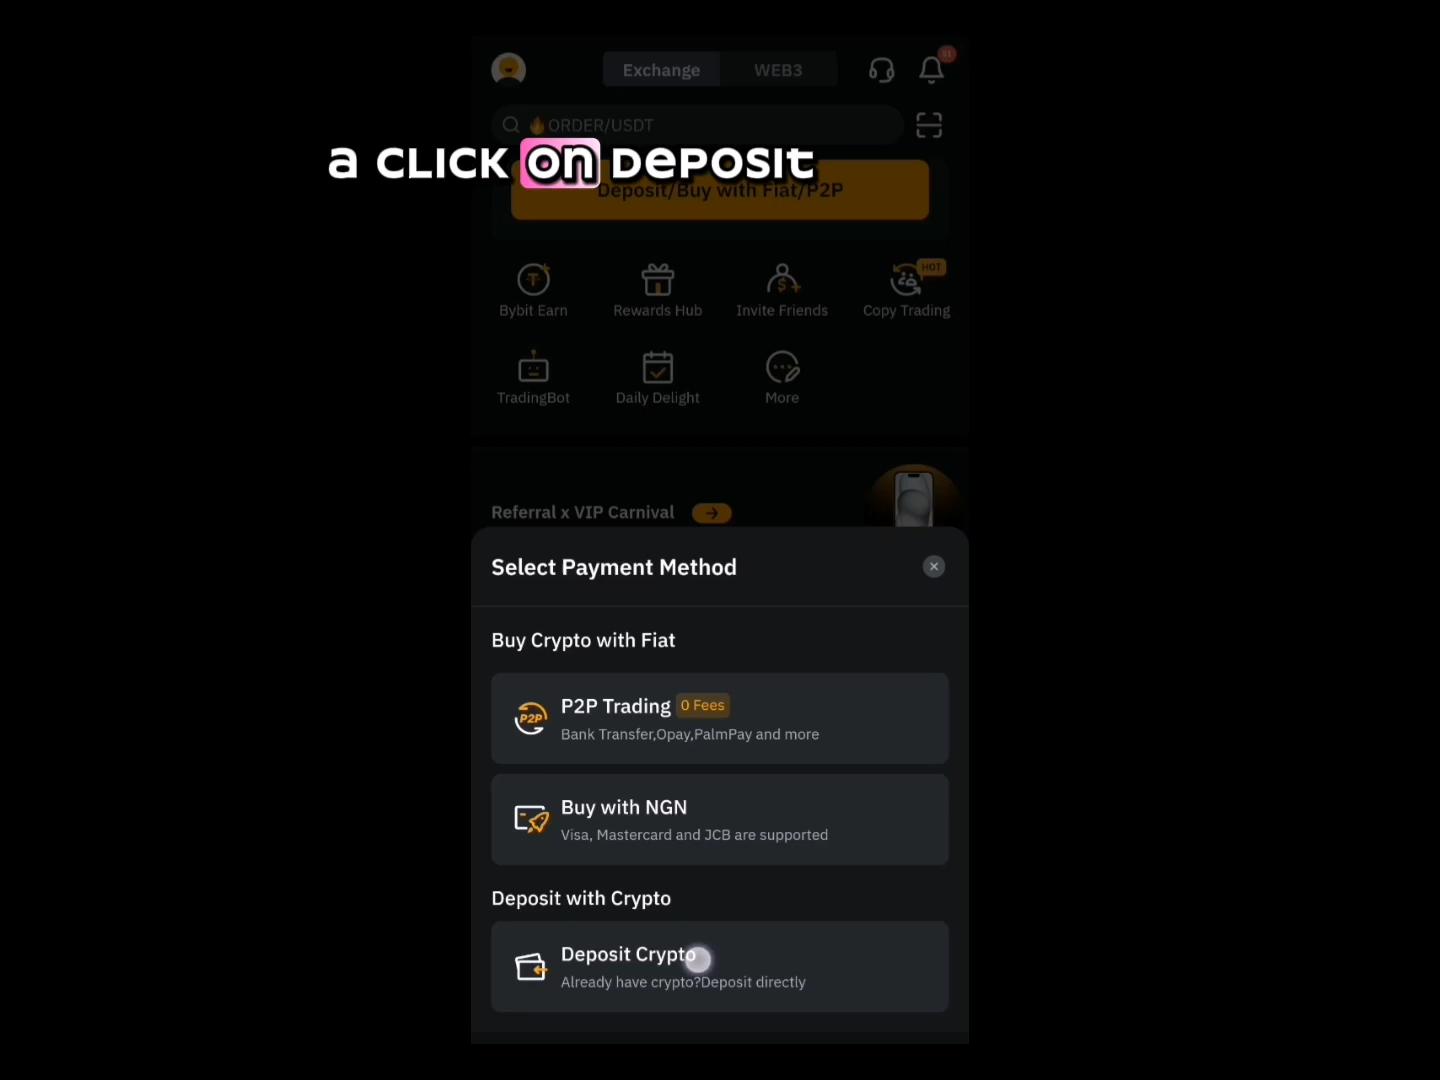 Exchange WEB3 51
ORDER/USDT
a CLICK on DePOSIt
Deposit/Buy with Fiat/P2P
HOT
Bybit Earn Rewards Hub Invite Friends Copy Trading
TradingBot Daily Delight More
Referral x VIP Carnival
Select Payment Method
Buy Crypto with Fiat
P2P
P2P Trading 0 Fees
Bank Transfer,Opay,PalmPay and more
Buy with NGN
Visa, Mastercard and JCB are supported
Deposit with Crypto
Deposit Crypto
Already have crypto?Deposit directly